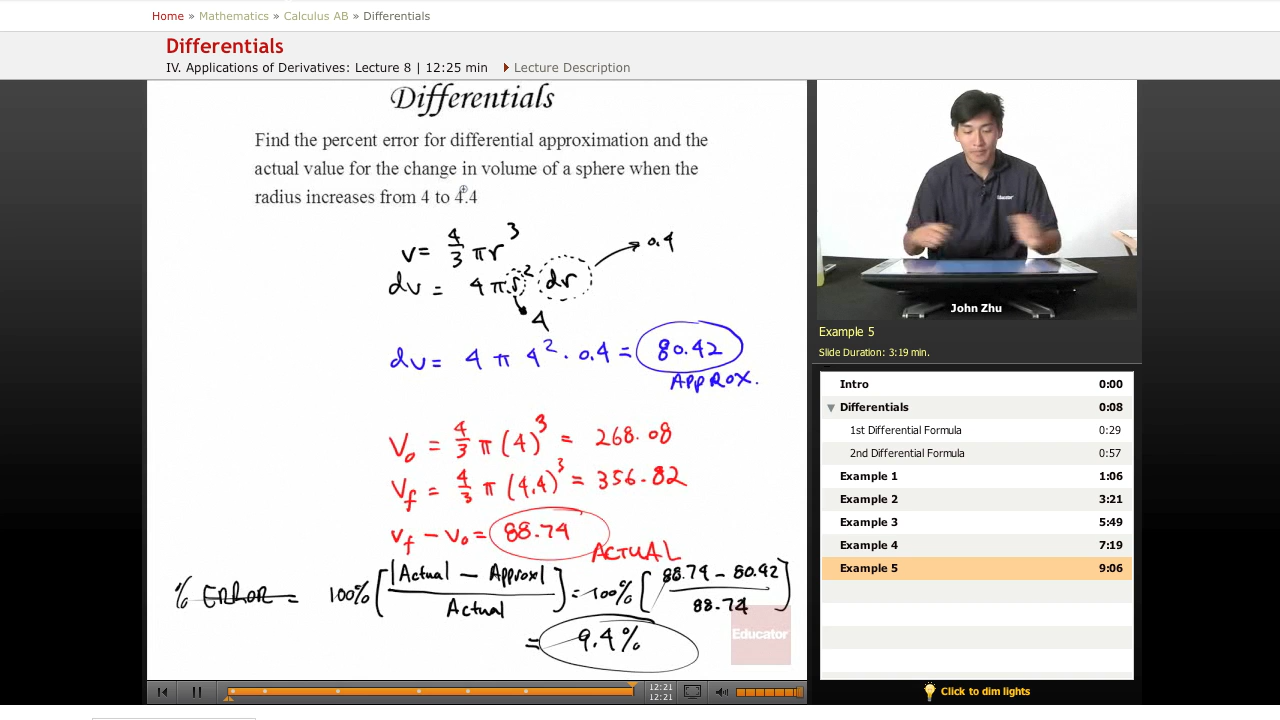 Home » Mathematics » Calculus AB » Differentials
Differentials
IV. Applications of Derivatives: Lecture 8 | 12:25 min Lecture Description
Differentials
Find the percent error for differential approximation and the
actual value for the change in volume of a sphere when the
radius increases from 4 to 4.4
v = 4/3 πr³
dv = 4πr² dr → 0.4
4
dv = 4 π 4² · 0.4 = 80.42
APPROX.
V₀ = 4/3 π (4)³ = 268.08
V_f = 4/3 π (4.4)³ = 356.82
v_f − v₀ = 88.74
ACTUAL
% ERROR = 100% [ |Actual − Approx| / Actual ] = 100% [ 88.74 − 80.42 / 88.74 ]
= 9.4%
Educator
12:21
12:21
Educator
John Zhu
Example 5
Slide Duration: 3:19 min.
Intro 0:00
Differentials 0:08
1st Differential Formula 0:29
2nd Differential Formula 0:57
Example 1 1:06
Example 2 3:21
Example 3 5:49
Example 4 7:19
Example 5 9:06
Click to dim lights